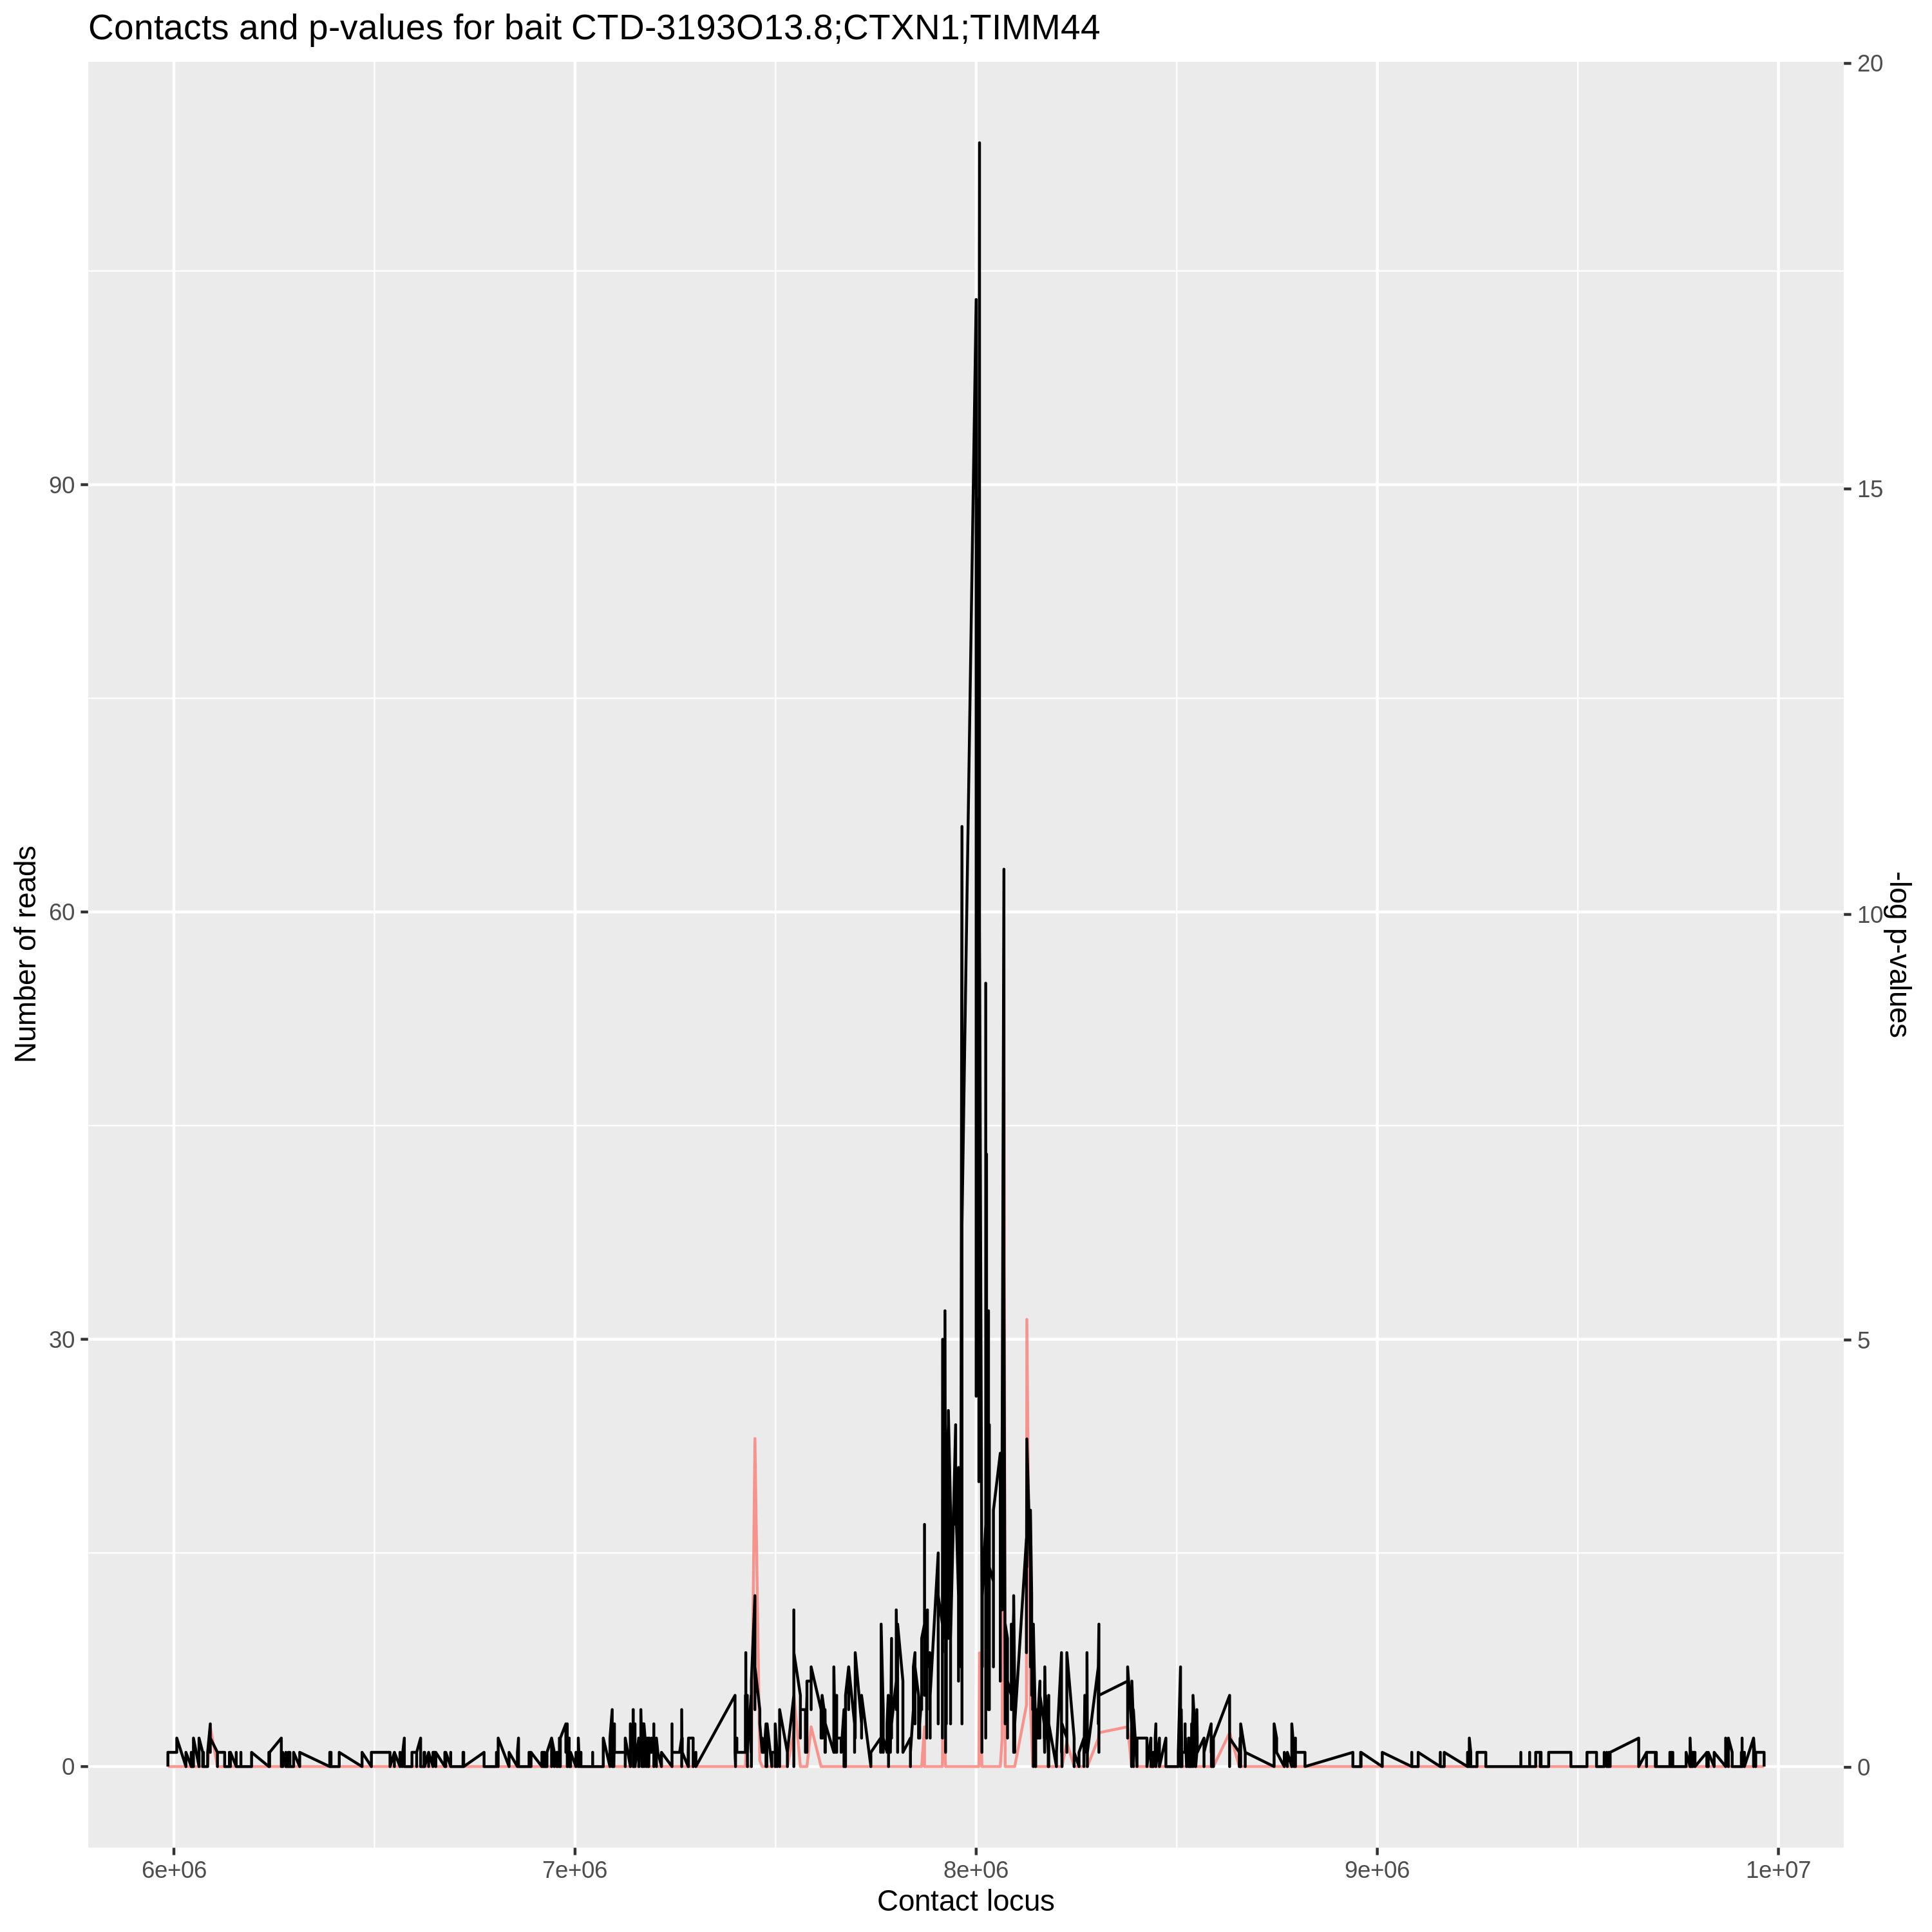 Contacts and p-values for bait CTD-3193O13.8;CTXN1;TIMM44
20
90
15
Number of reads
-log p-values
60
10
30
5
0
0
6e+06
7e+06
8e+06
9e+06
1e+07
Contact locus